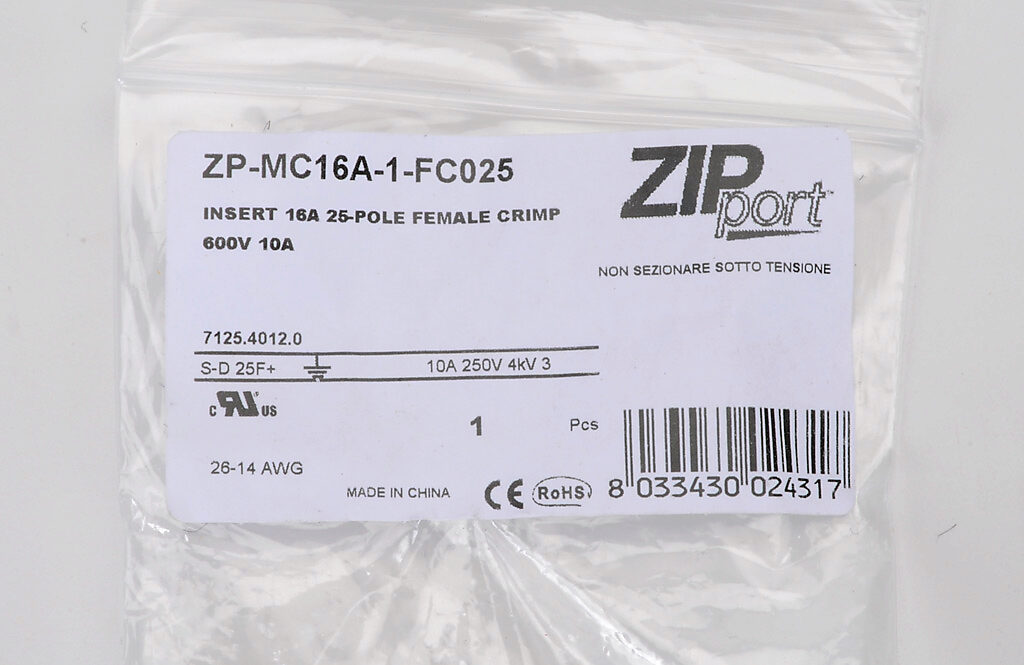 ZP-MC16A-1-FC025
ZIPport™
INSERT 16A 25-POLE FEMALE CRIMP
600V 10A
NON SEZIONARE SOTTO TENSIONE
7125.4012.0
S-D 25F+ 10A 250V 4kV 3
c RU US
1 Pcs
26-14 AWG
MADE IN CHINA
CE RoHS
8 033430 024317